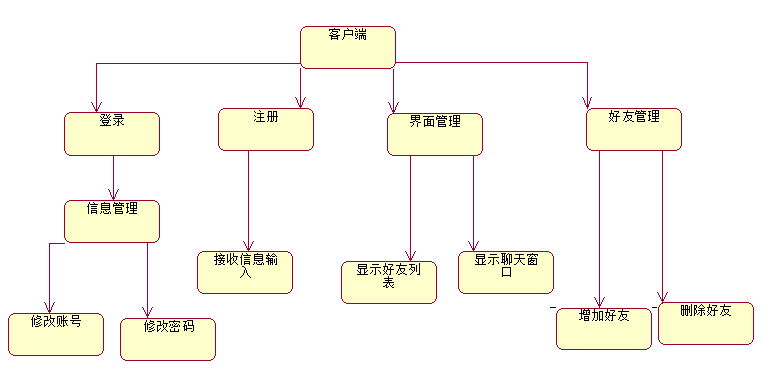 客户端
登录
注册
界面管理
好友管理
信息管理
接收信息输
入
显示好友列
表
显示聊天窗
口
修改账号
修改密码
增加好友
删除好友